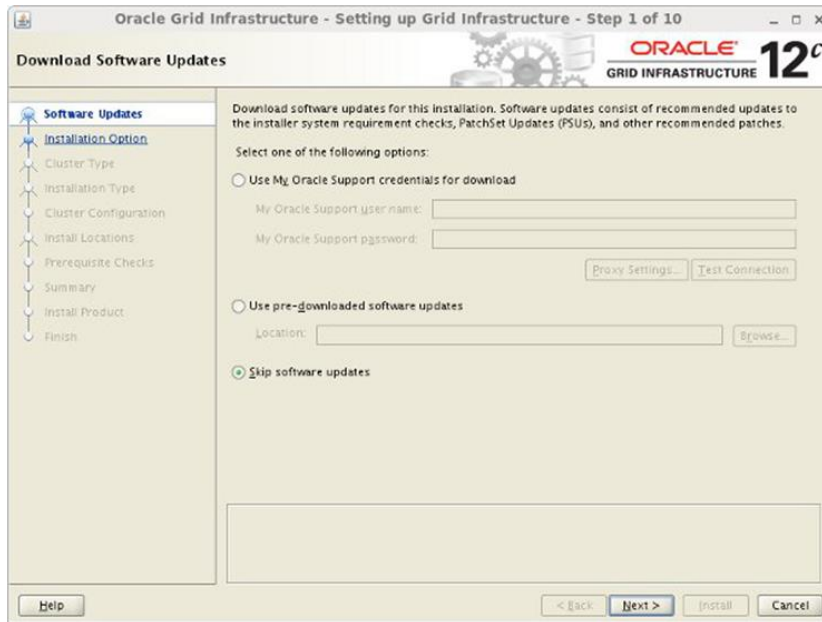 Oracle Grid Infrastructure - Setting up Grid Infrastructure - Step 1 of 10
Download Software Updates
ORACLE
GRID INFRASTRUCTURE
12c
Software Updates
Installation Option
Cluster Type
Installation Type
Cluster Configuration
Install Locations
Prerequisite Checks
Summary
Install Product
Finish
Download software updates for this installation. Software updates consist of recommended updates to
the installer system requirement checks, PatchSet Updates (PSUs), and other recommended patches.
Select one of the following options:
Use My Oracle Support credentials for download
My Oracle Support user name:
My Oracle Support password:
Proxy Settings... Test Connection
Use pre-downloaded software updates
Location:
Browse...
Skip software updates
Help
< Back Next > Install Cancel